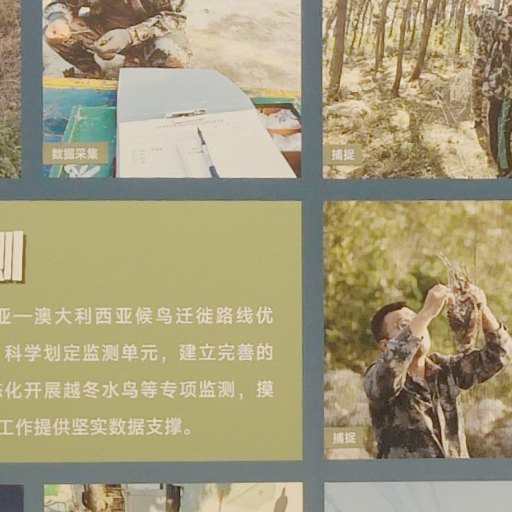 数据采集
捕捉
亚—澳大利西亚候鸟迁徙路线优
科学划定监测单元，建立完善的
态化开展越冬水鸟等专项监测，摸
工作提供坚实数据支撑。
捕捉